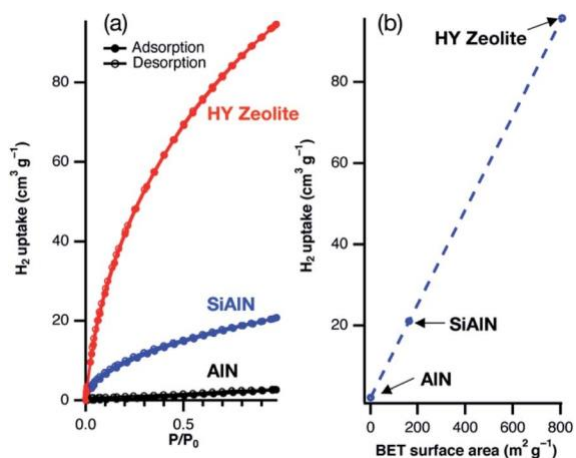 (a)
Adsorption
Desorption
HY Zeolite
SiAlN
AlN
80
60
40
20
0
H₂ uptake (cm³ g⁻¹)
0.0
0.5
P/P₀
(b)
HY Zeolite
SiAlN
AlN
80
60
40
20
H₂ uptake (cm³ g⁻¹)
0
200
400
600
800
BET surface area (m² g⁻¹)